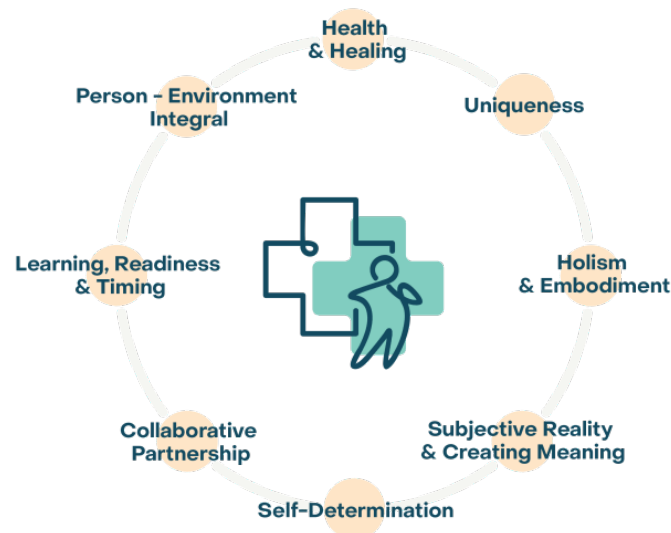 Health
& Healing
Uniqueness
Holism
& Embodiment
Subjective Reality
& Creating Meaning
Self-Determination
Collaborative
Partnership
Learning, Readiness
& Timing
Person - Environment
Integral